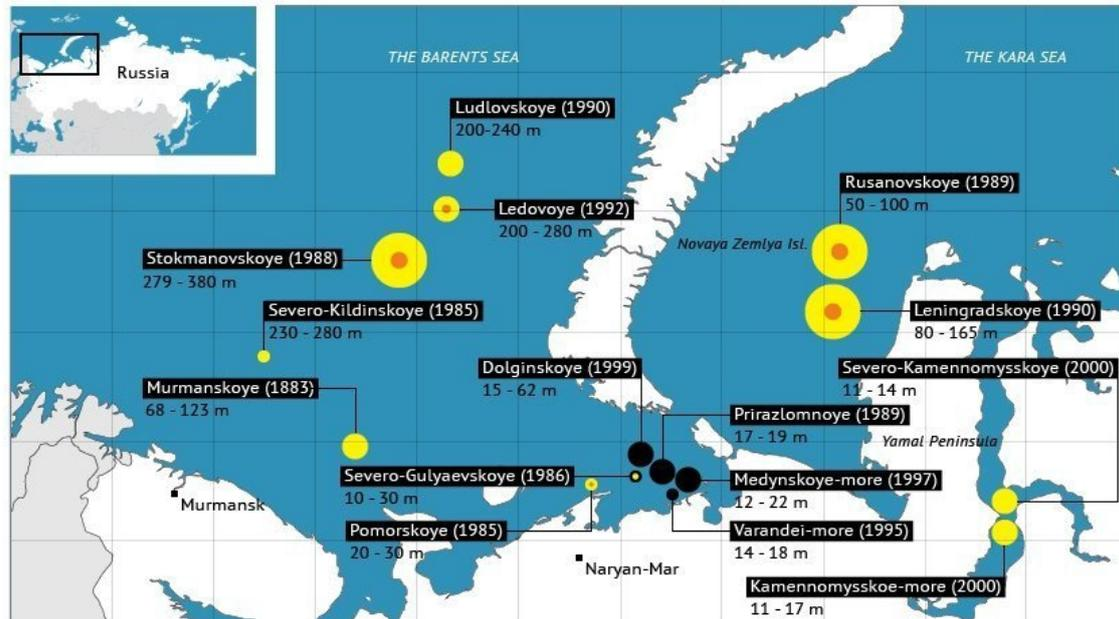 Russia
THE BARENTS SEA
THE KARA SEA
Ludlovskoye (1990)
200-240 m
Rusanovskoye (1989)
50 - 100 m
Ledovoye (1992)
200 - 280 m
Novaya Zemlya Isl.
Stokmanovskoye (1988)
279 - 380 m
Severo-Kildinskoye (1985)
230 - 280 m
Leningradskoye (1990)
80 - 165 m
Dolginskoye (1999)
15 - 62 m
Severo-Kamennomysskoye (2000)
11 - 14 m
Murmanskoye (1883)
68 - 123 m
Prirazlomnoye (1989)
17 - 19 m
Yamal Peninsula
Severo-Gulyaevskoye (1986)
10 - 30 m
Medynskoye-more (1997)
12 - 22 m
Murmansk
Pomorskoye (1985)
20 - 30 m
Varandei-more (1995)
14 - 18 m
Naryan-Mar
Kamennomysskoe-more (2000)
11 - 17 m